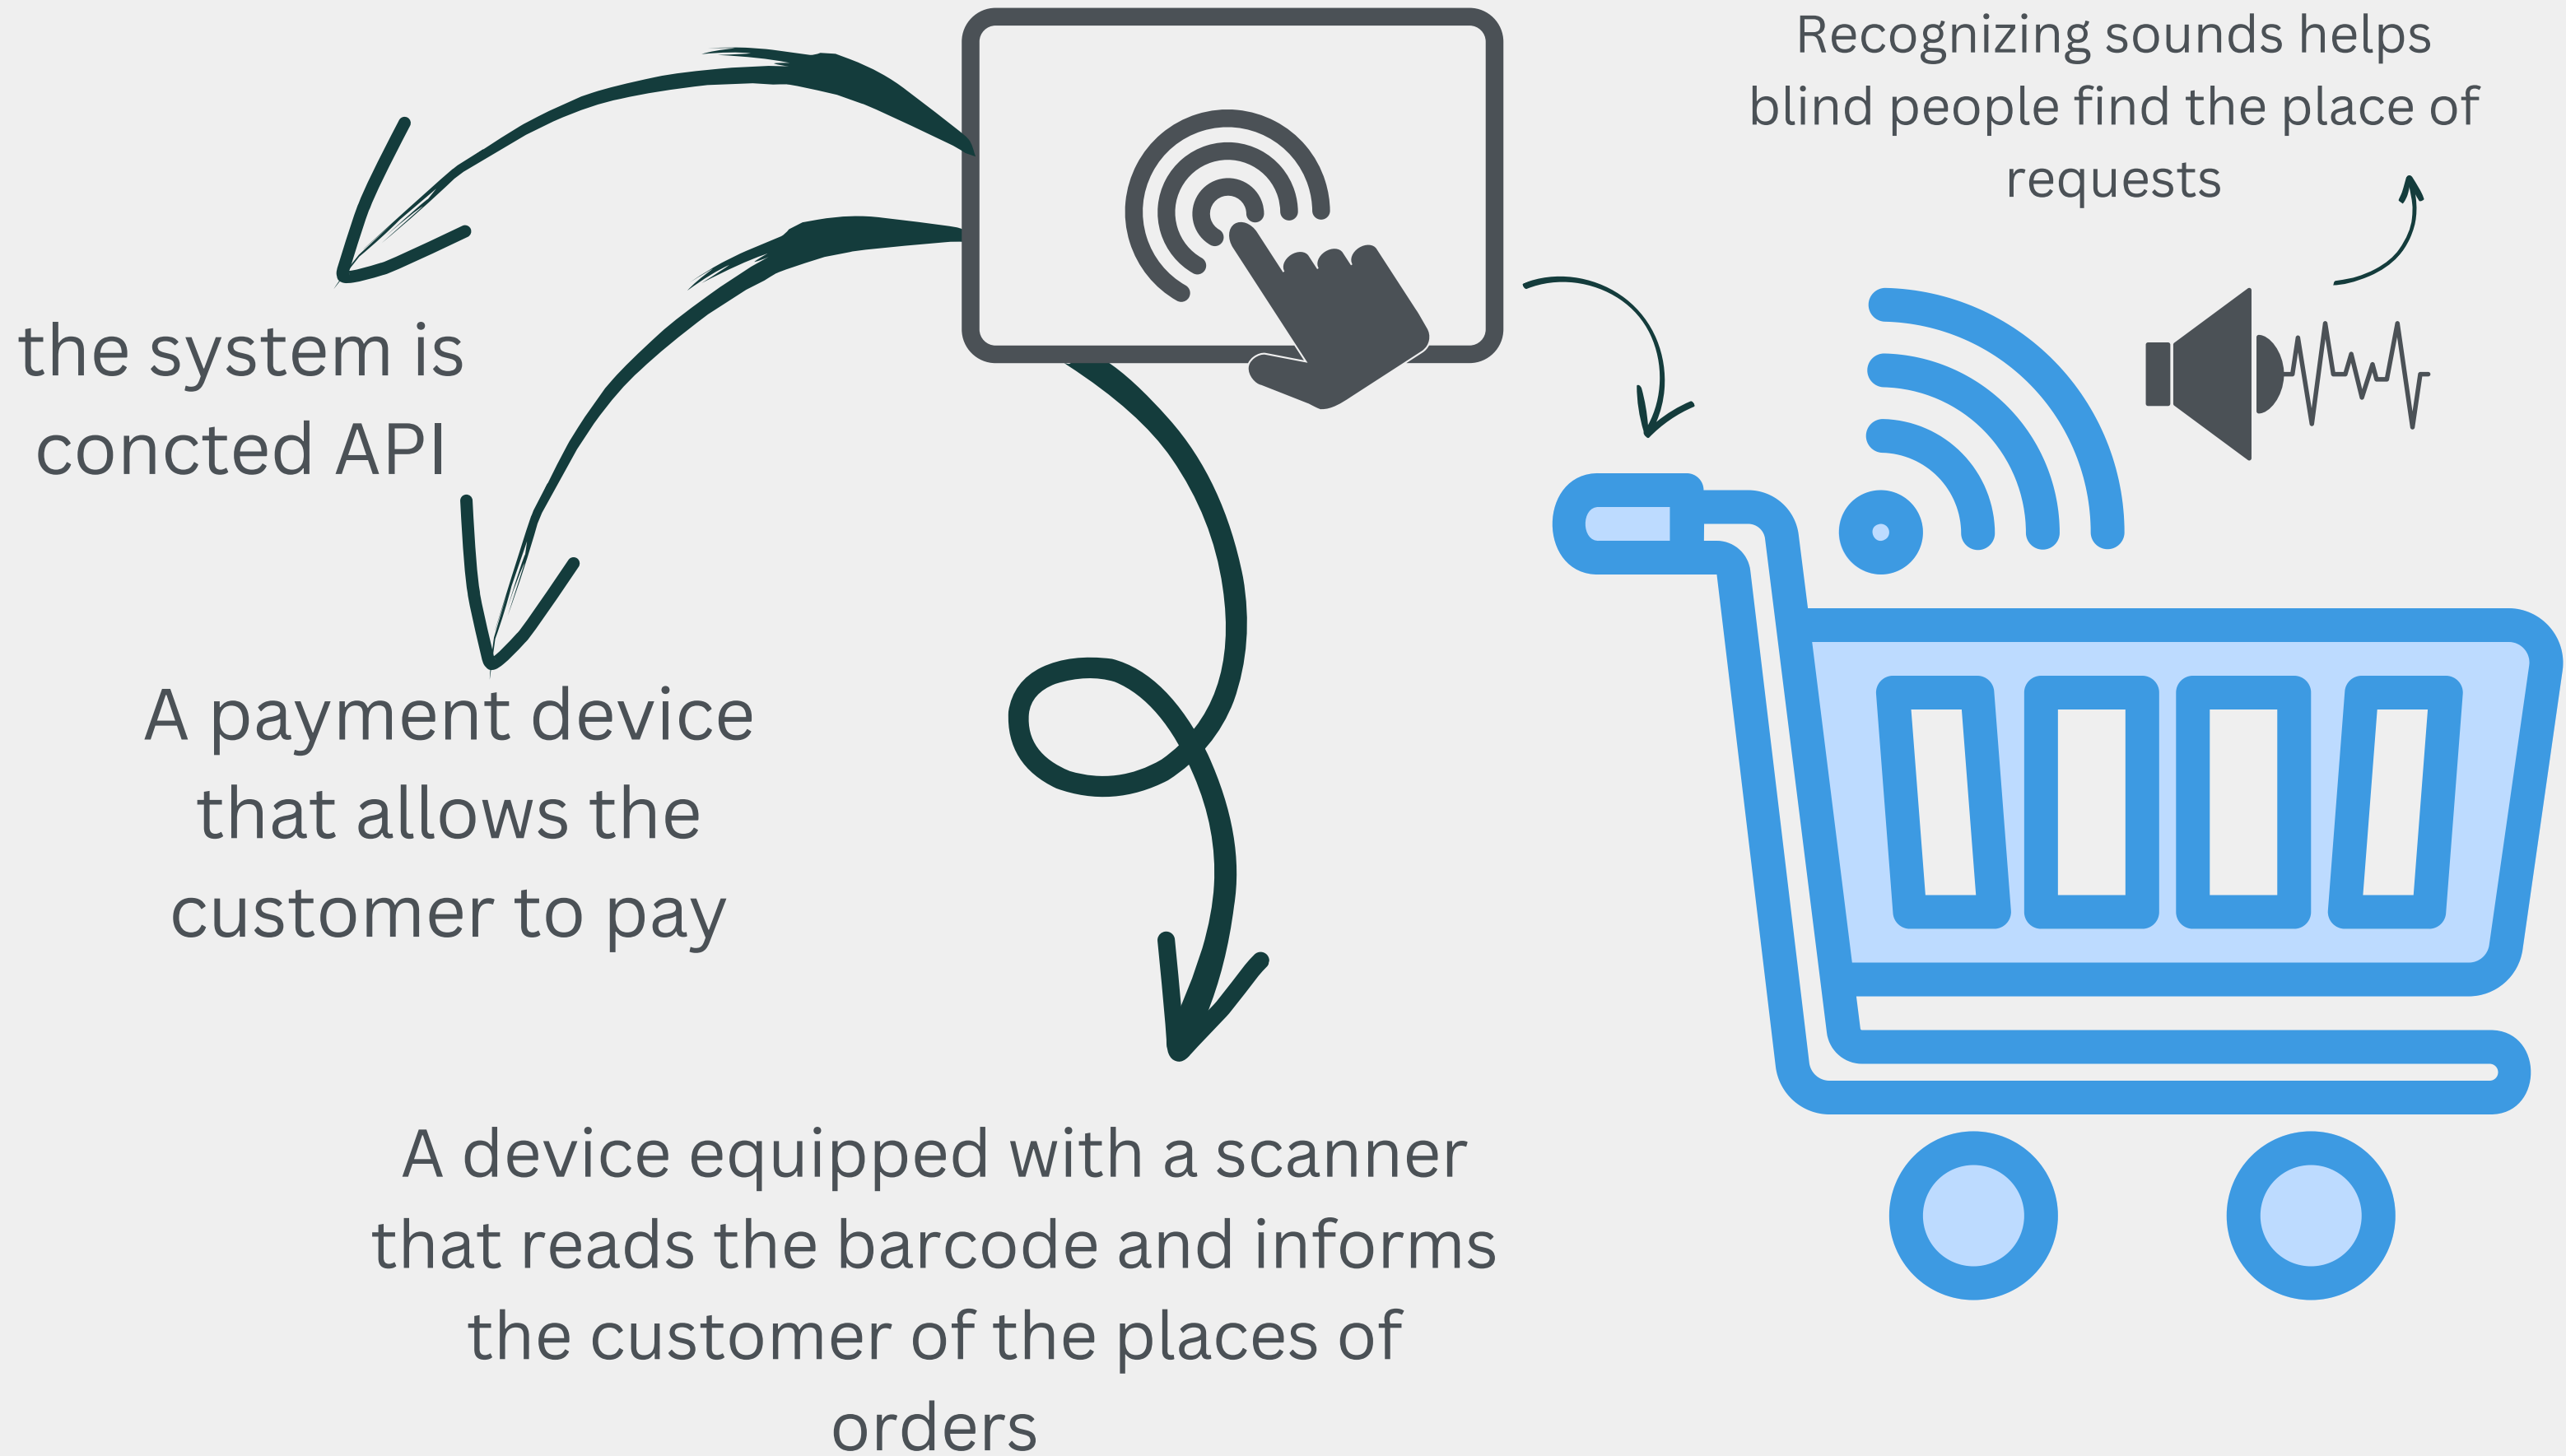 Recognizing sounds helps
blind people find the place of
requests
the system is
concted API
A payment device
that allows the
customer to pay
A device equipped with a scanner
that reads the barcode and informs
the customer of the places of
orders